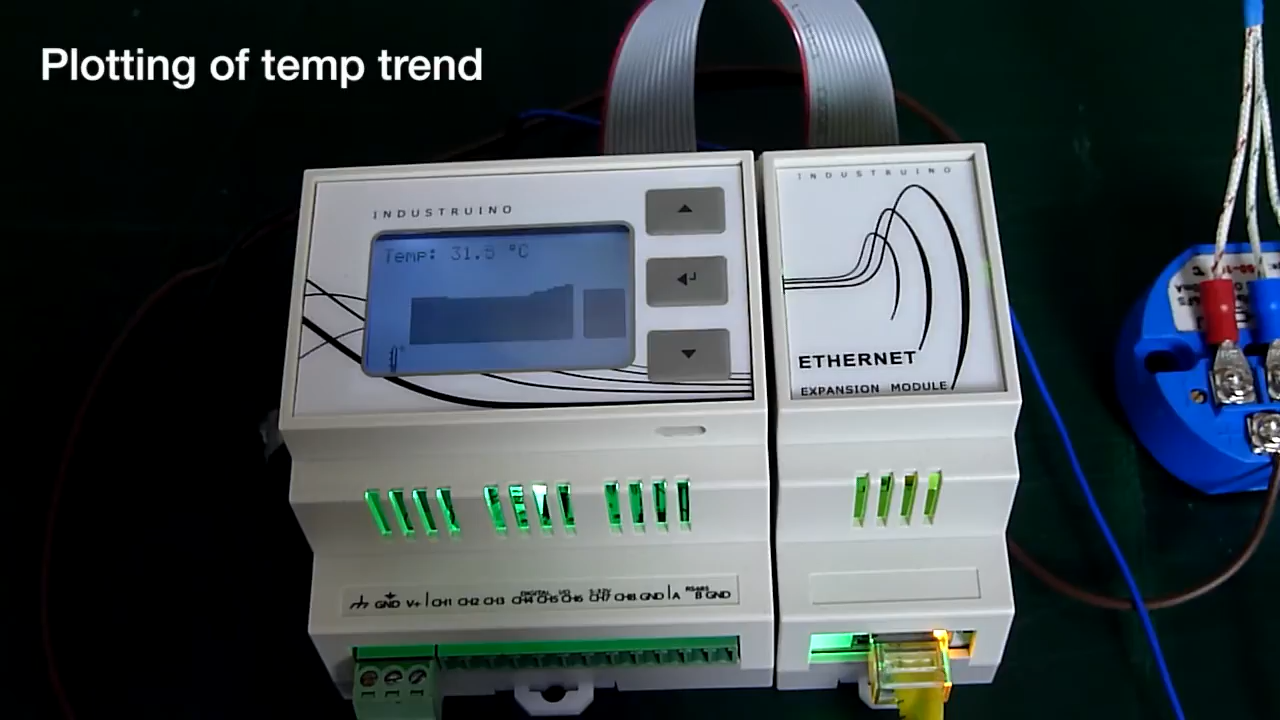 Plotting of temp trend
INDUSTRUINO
Temp: 31.5 °C
INDUSTRUINO
ETHERNET
EXPANSION MODULE
DIGITAL I/O
GND V+ CH1 CH2 CH3 CH4 CH5 CH6 CH7 CH8 GND A B GND
RS485